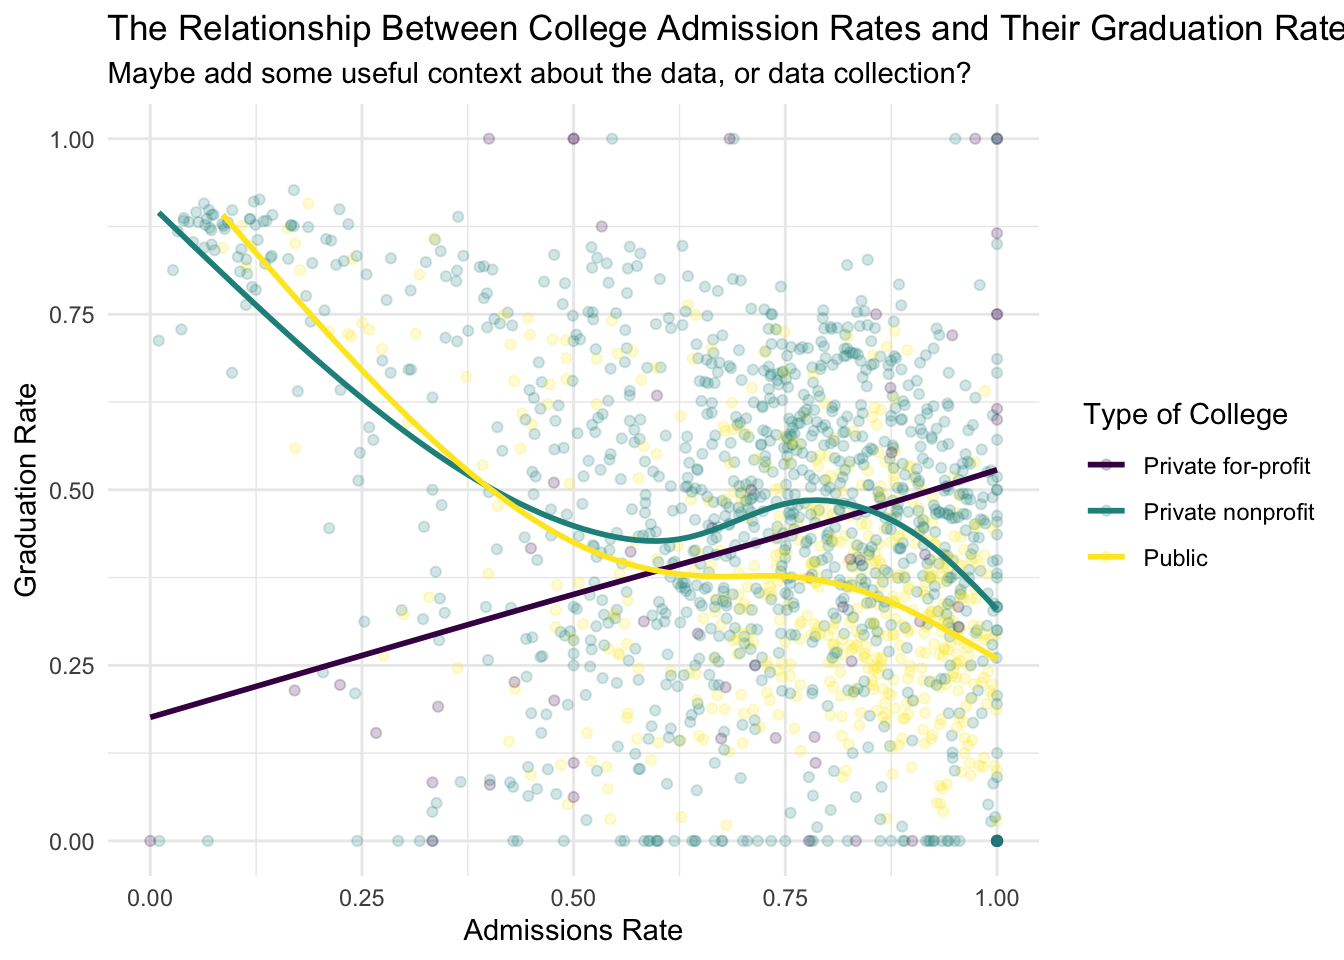 The Relationship Between College Admission Rates and Their Graduation Rate
Maybe add some useful context about the data, or data collection?
1.00
0.75
0.50
0.25
0.00
Graduation Rate
0.00 0.25 0.50 0.75 1.00
Admissions Rate
Type of College
Private for-profit
Private nonprofit
Public